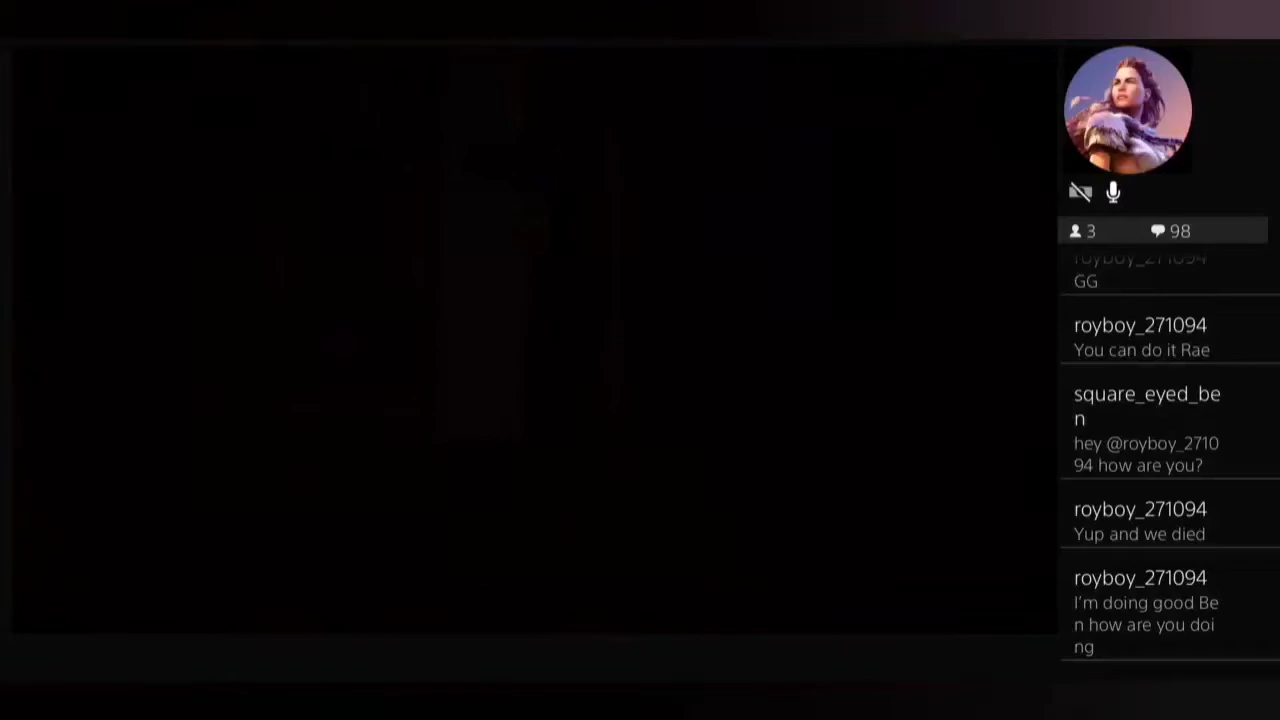 3 98
royboy_271094
GG
royboy_271094
You can do it Rae
square_eyed_be
n
hey @royboy_2710
94 how are you?
royboy_271094
Yup and we died
royboy_271094
I'm doing good Be
n how are you doi
ng